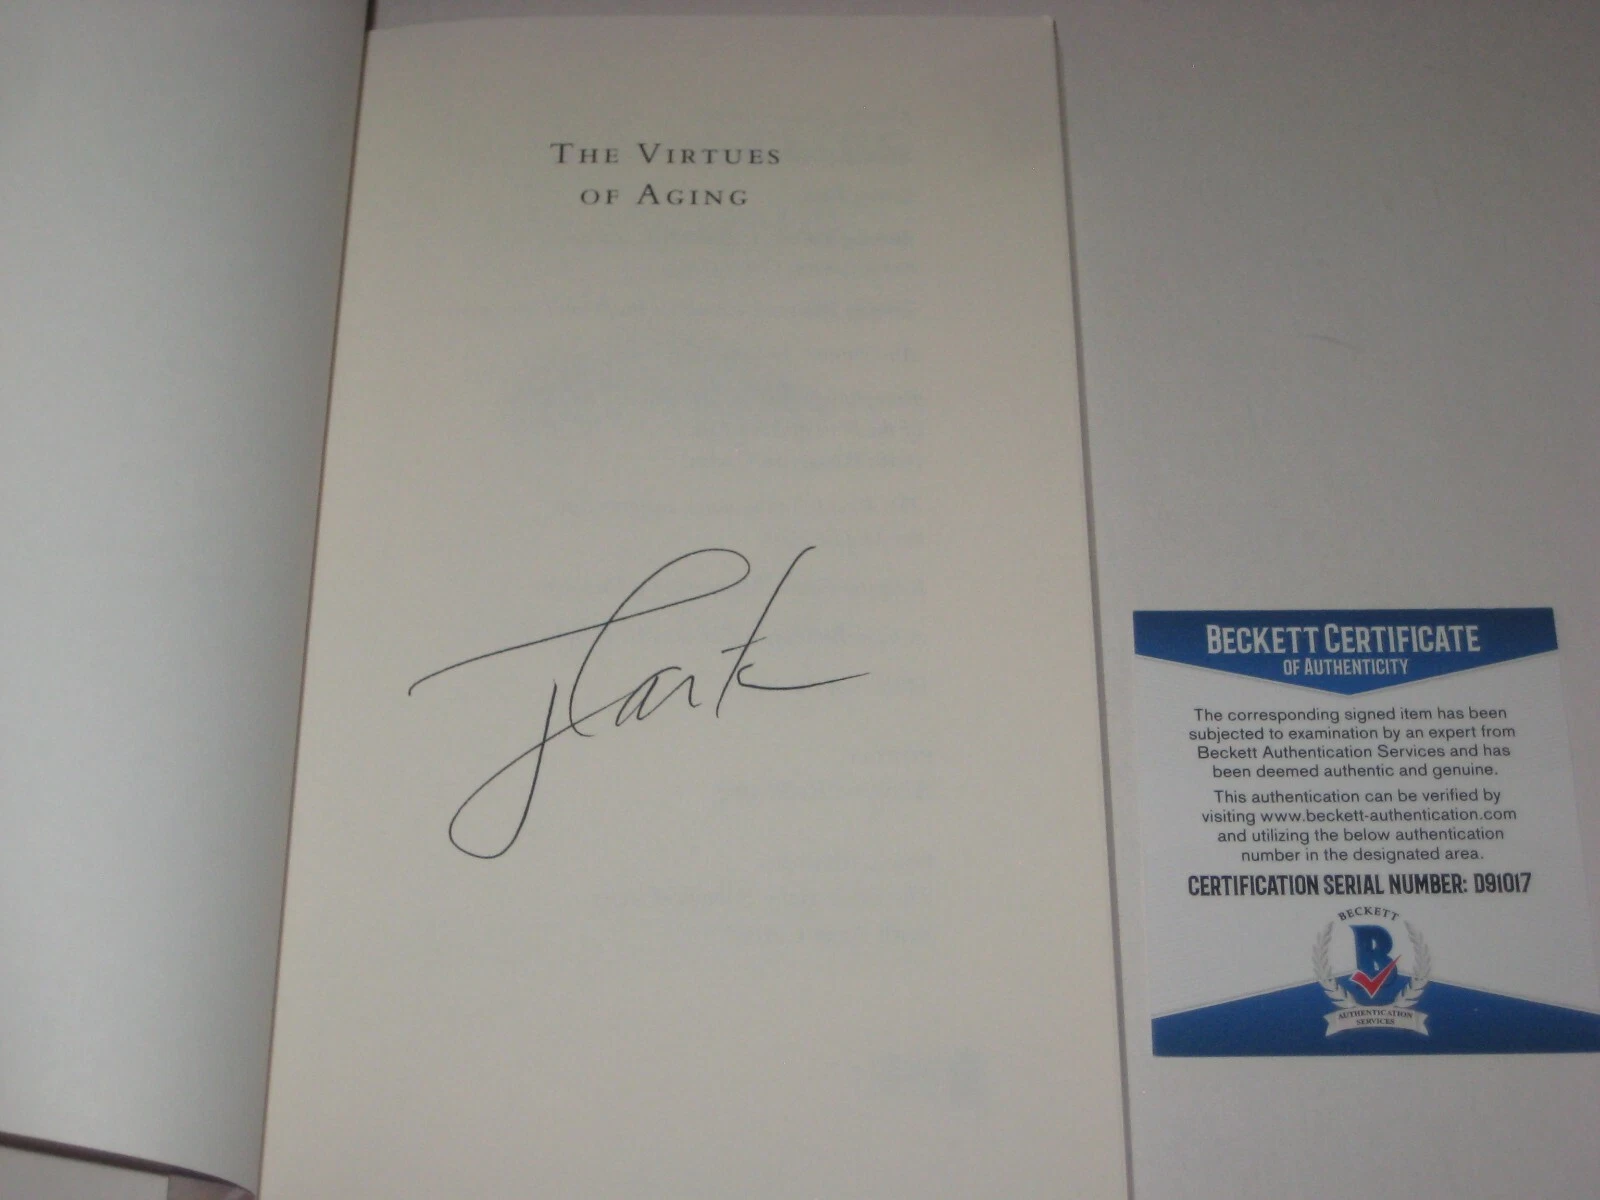 THE VIRTUES
OF AGING
J Carter
BECKETT CERTIFICATE
OF AUTHENTICITY
The corresponding signed item has been
subjected to examination by an expert from
Beckett Authentication Services and has
been deemed authentic and genuine.
This authentication can be verified by
visiting www.beckett-authentication.com
and utilizing the below authentication
number in the designated area.
CERTIFICATION SERIAL NUMBER: D91017
BECKETT
B
AUTHENTICATION
SERVICES